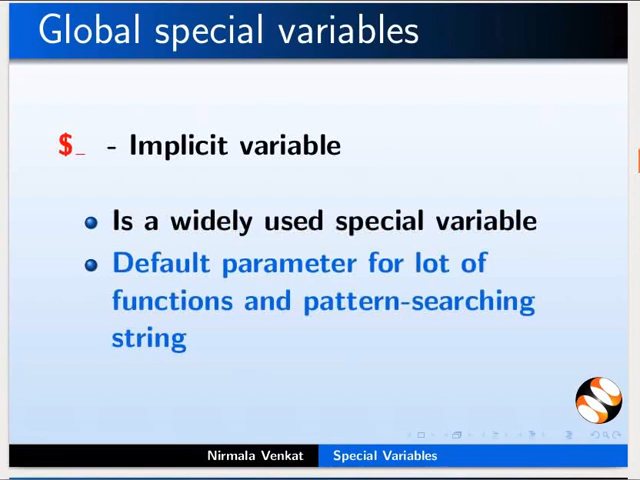 Global special variables
$_ - Implicit variable
Is a widely used special variable
Default parameter for lot of
functions and pattern-searching
string
Nirmala Venkat Special Variables